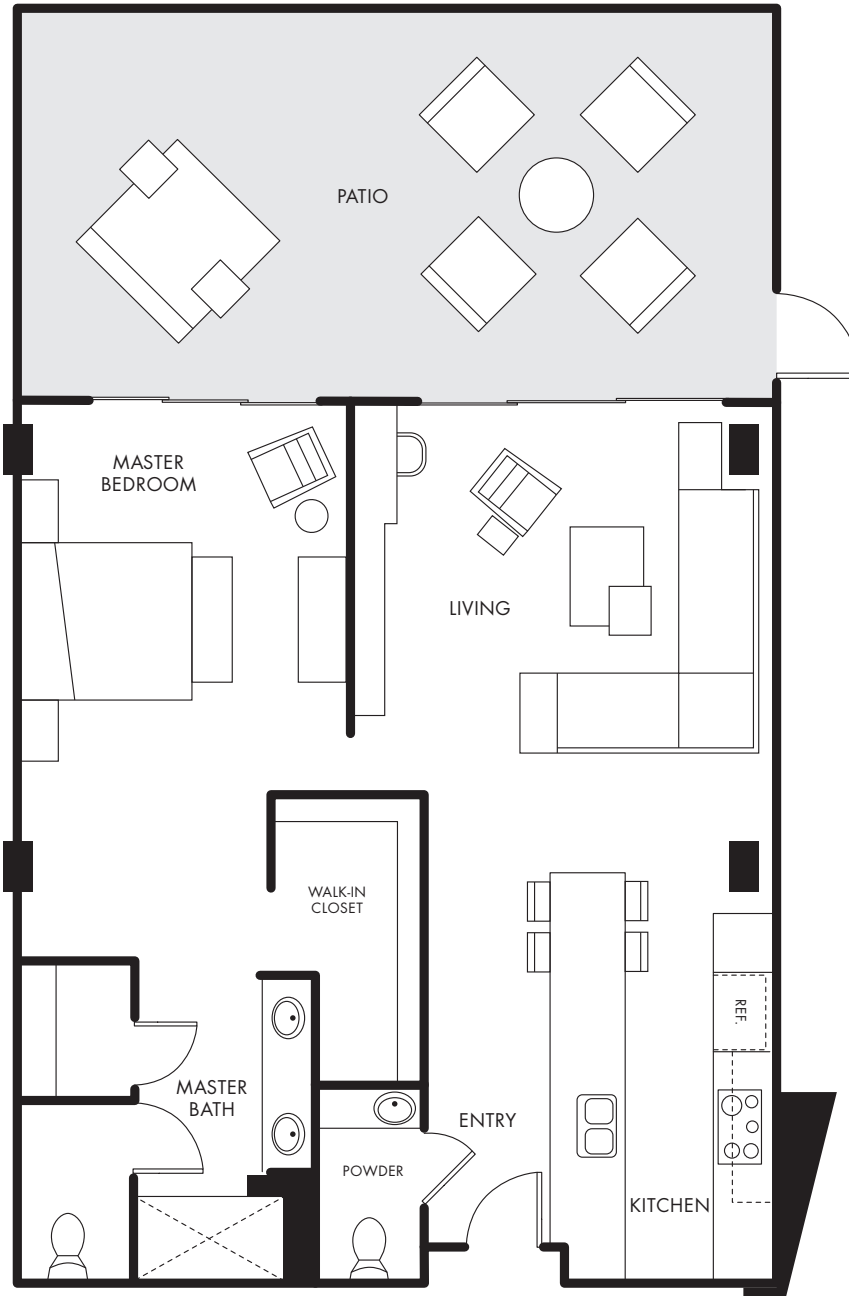 PATIO
MASTER
BEDROOM
LIVING
WALK-IN
CLOSET
REF.
MASTER
BATH
ENTRY
POWDER
KITCHEN